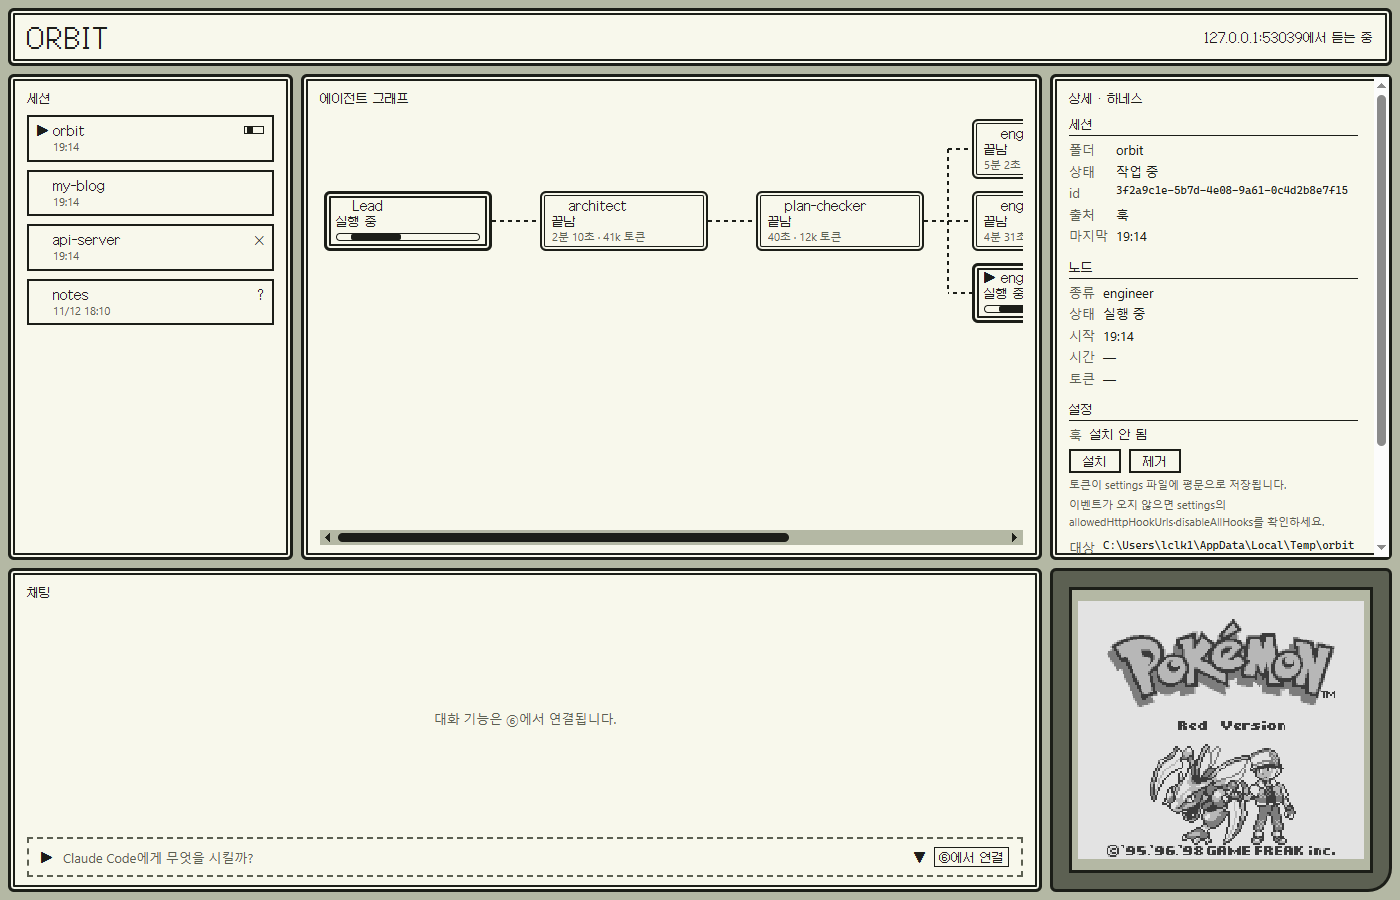 ORBIT
127.0.0.1:53039에서 듣는 중
세션
orbit
19:14
my-blog
19:14
api-server
19:14
notes
?
11/12 18:10
에이전트 그래프
Lead
실행 중
architect
끝남
2분 10초 · 41k 토큰
plan-checker
끝남
40초 · 12k 토큰
eng
끝남
5분 2초
eng
끝남
4분 31초
eng
실행 중
상세 · 하네스
세션
폴더 orbit
상태 작업 중
id 3f2a9c1e-5b7d-4e08-9a61-0c4d2b8e7f15
출처 훅
마지막 19:14
노드
종류 engineer
상태 실행 중
시작 19:14
시간 —
토큰 —
설정
훅 설치 안 됨
설치 제거
토큰이 settings 파일에 평문으로 저장됩니다.
이벤트가 오지 않으면 settings의
allowedHttpHookUrls·disableAllHooks를 확인하세요.
대상 C:\Users\lclk1\AppData\Local\Temp\orbit
채팅
대화 기능은 ⑥에서 연결됩니다.
Claude Code에게 무엇을 시킬까?
⑥에서 연결
POKéMON
TM
Red Version
©'95.'96.'98 GAME FREAK inc.